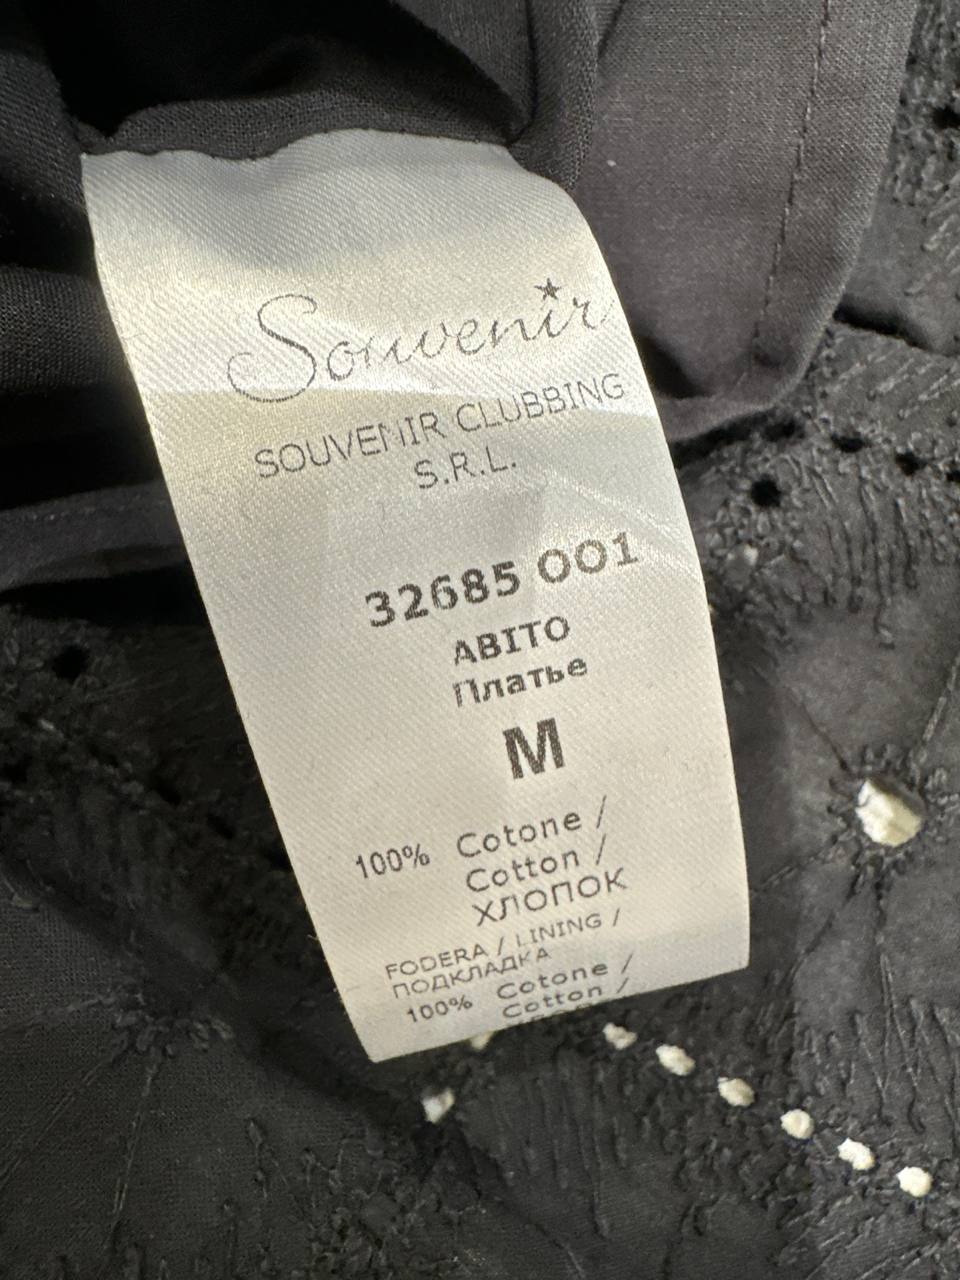 Souvenir
SOUVENIR CLUBBING
S.R.L.
32685 001
ABITO
Платье
M
100% Cotone /
Cotton /
ХЛОПОК
FODERA / LINING /
ПОДКЛАДКА
100% Cotone /
Cotton /